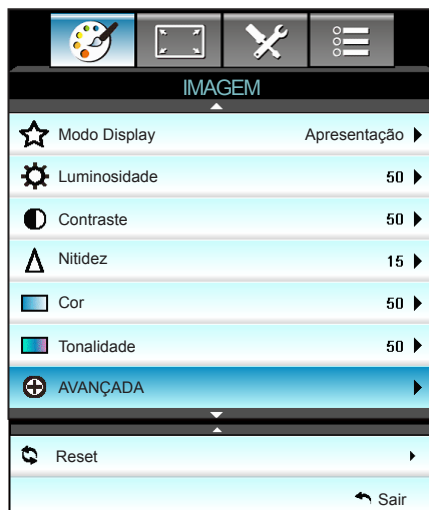 IMAGEM
Modo Display Apresentação
Luminosidade 50
Contraste 50
Nitidez 15
Cor 50
Tonalidade 50
AVANÇADA
Reset
Sair